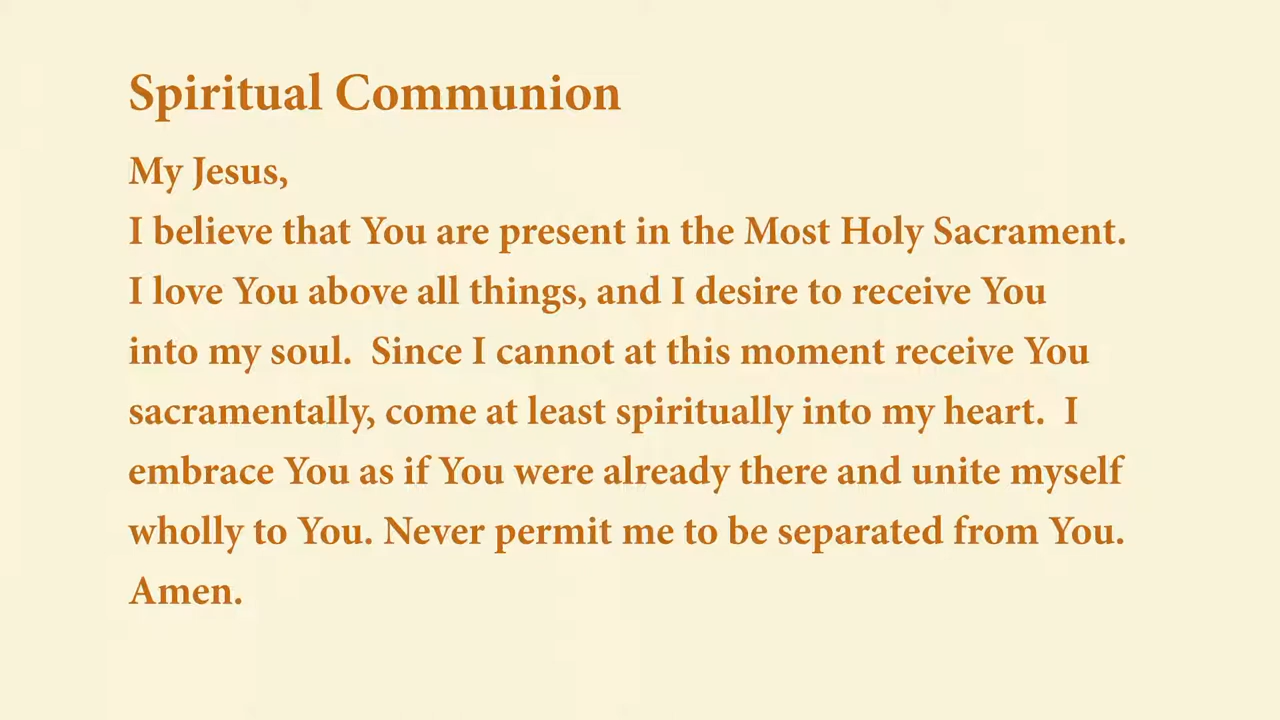 Spiritual Communion
My Jesus,
I believe that You are present in the Most Holy Sacrament.
I love You above all things, and I desire to receive You
into my soul.  Since I cannot at this moment receive You
sacramentally, come at least spiritually into my heart.  I
embrace You as if You were already there and unite myself
wholly to You. Never permit me to be separated from You.
Amen.